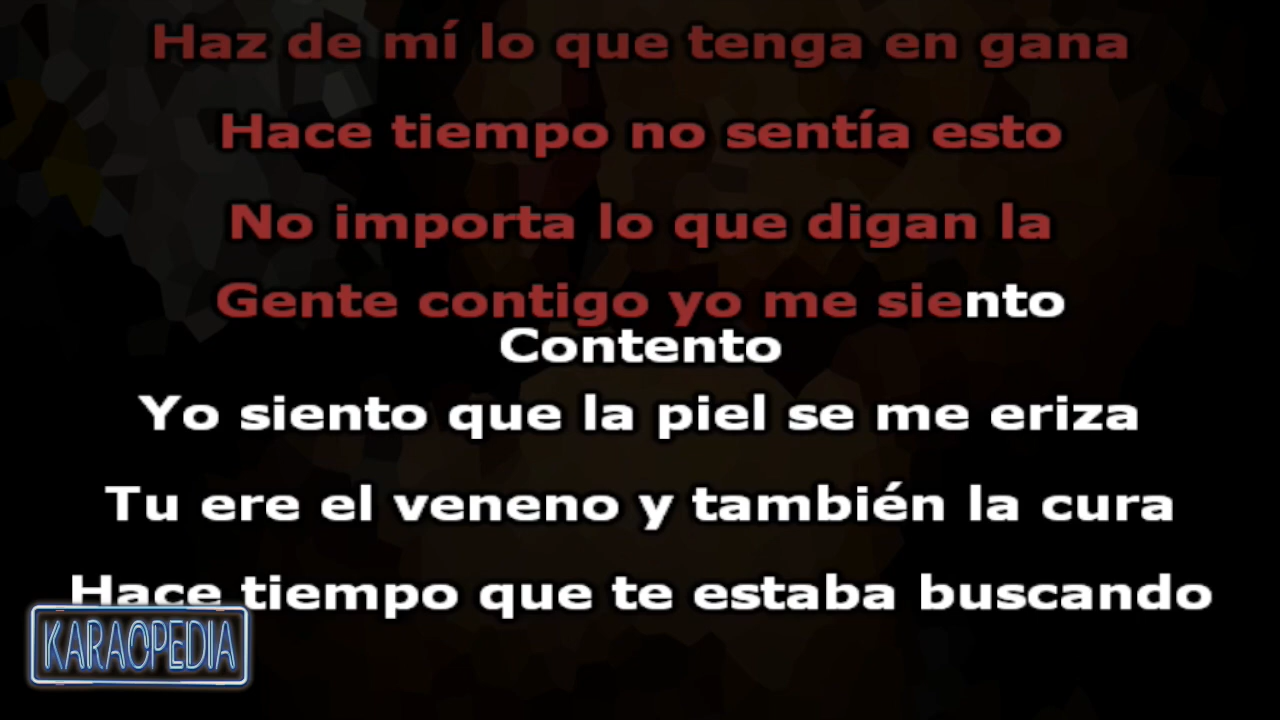 Haz de mí lo que tenga en gana
Hace tiempo no sentía esto
No importa lo que digan la
Gente contigo yo me siento
Contento
Yo siento que la piel se me eriza
Tu ere el veneno y también la cura
Hace tiempo que te estaba buscando
KARAOPEDIA